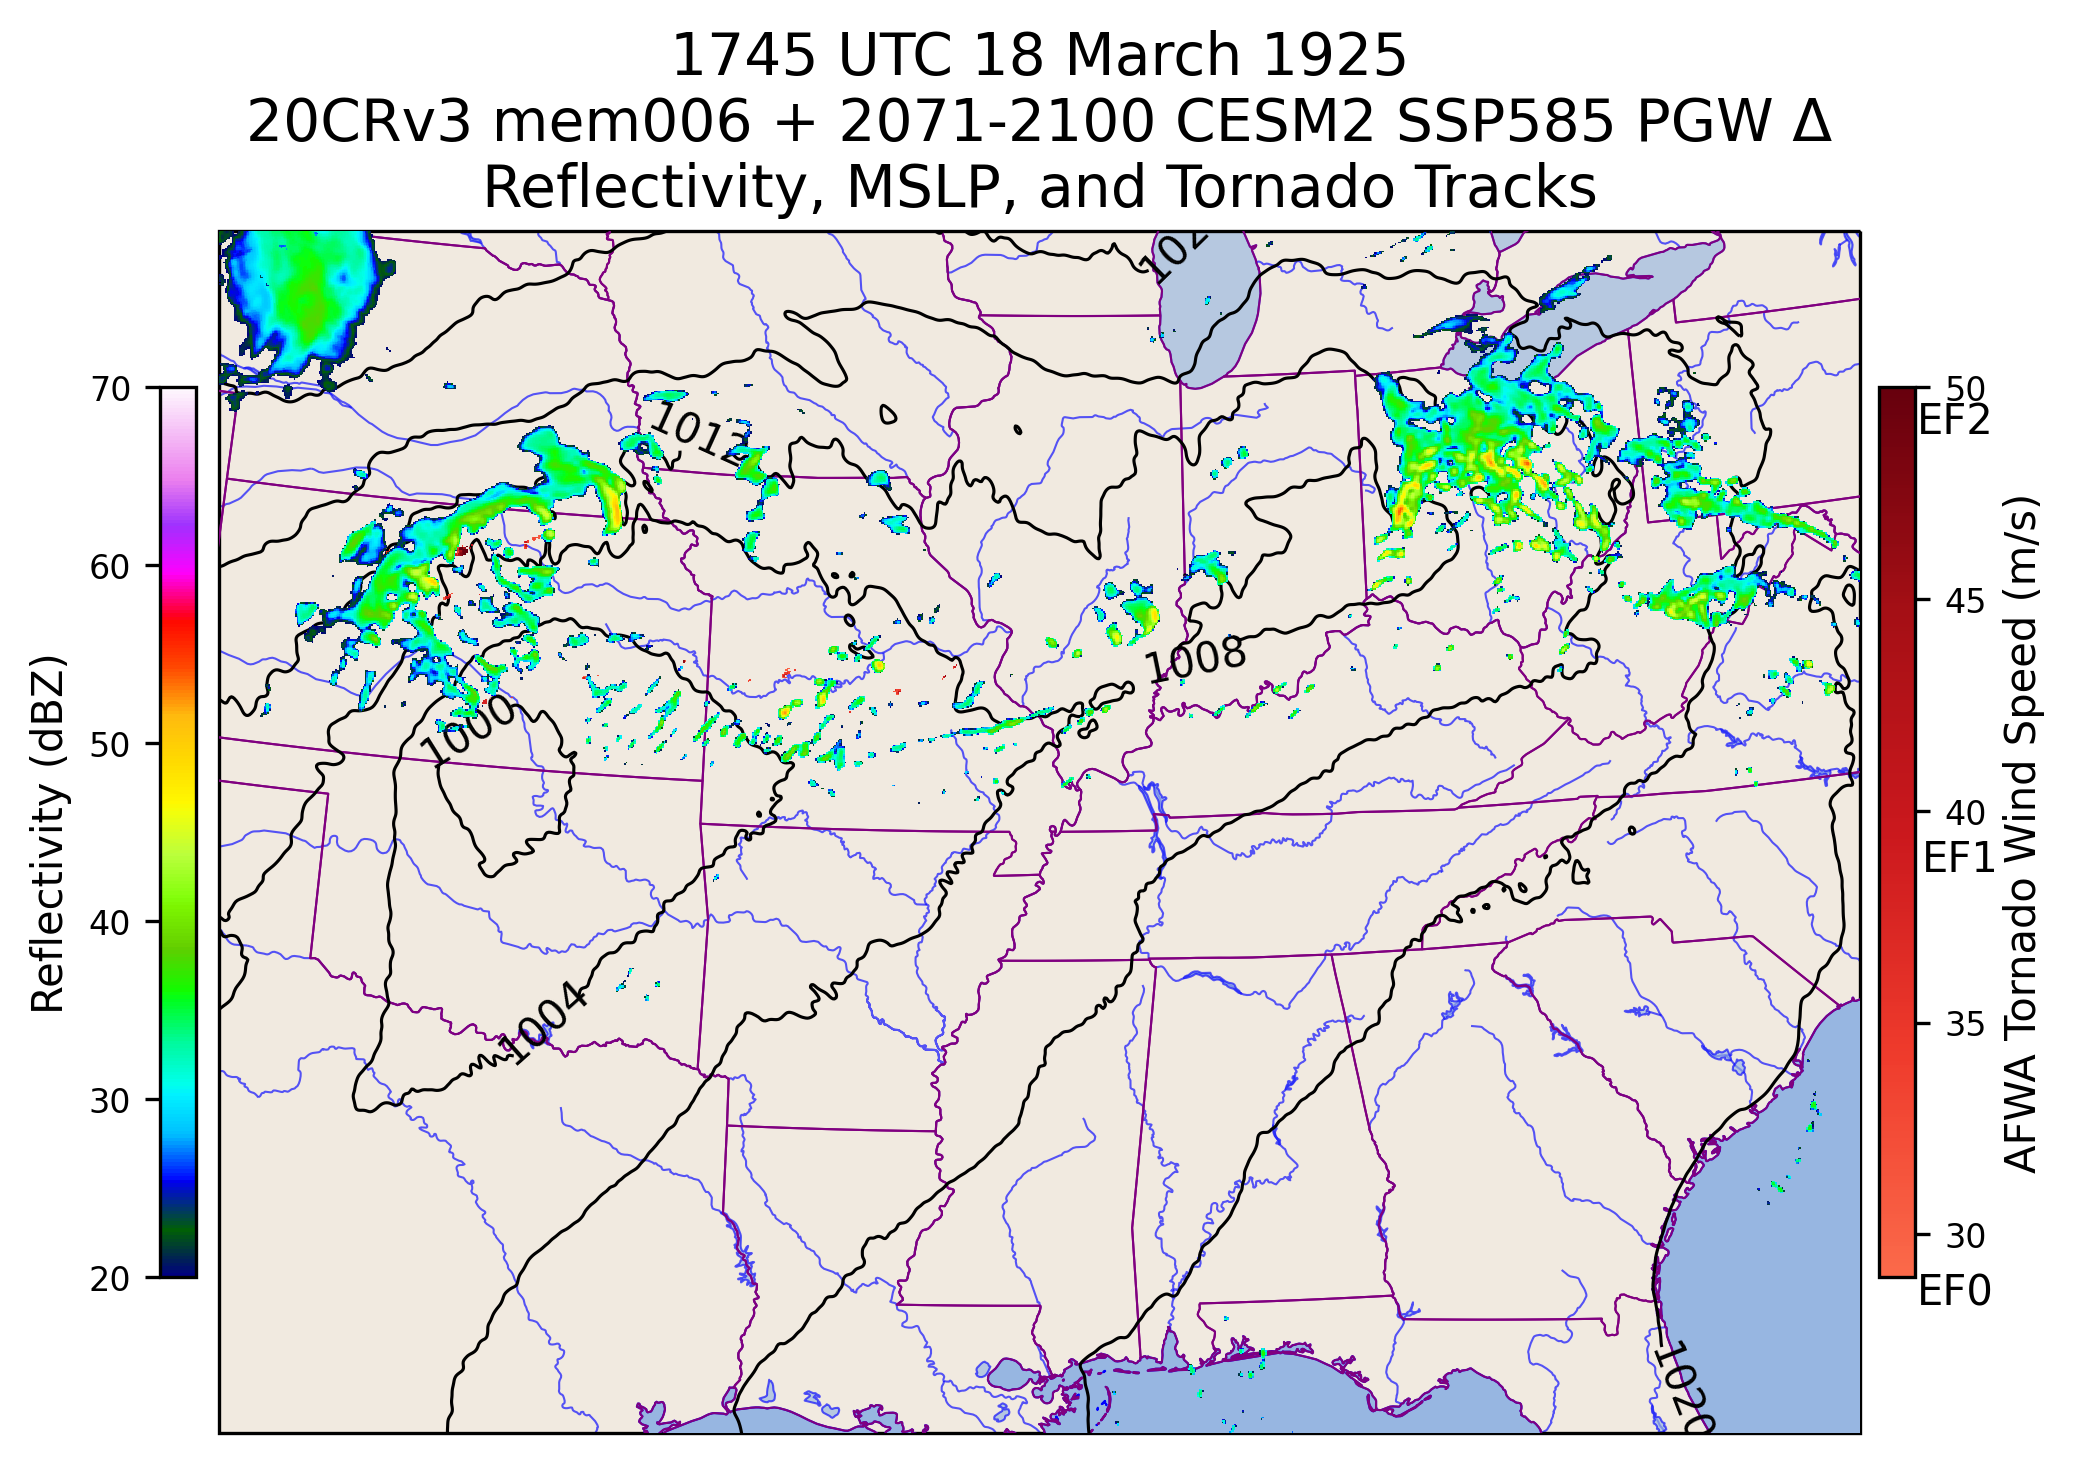 1745 UTC 18 March 1925
20CRv3 mem006 + 2071-2100 CESM2 SSP585 PGW Δ
Reflectivity, MSLP, and Tornado Tracks
Reflectivity (dBZ)
70
60
50
40
30
20
1012
1008
1000
1004
1020
50
EF2
45
40
EF1
35
30
EF0
AFWA Tornado Wind Speed (m/s)